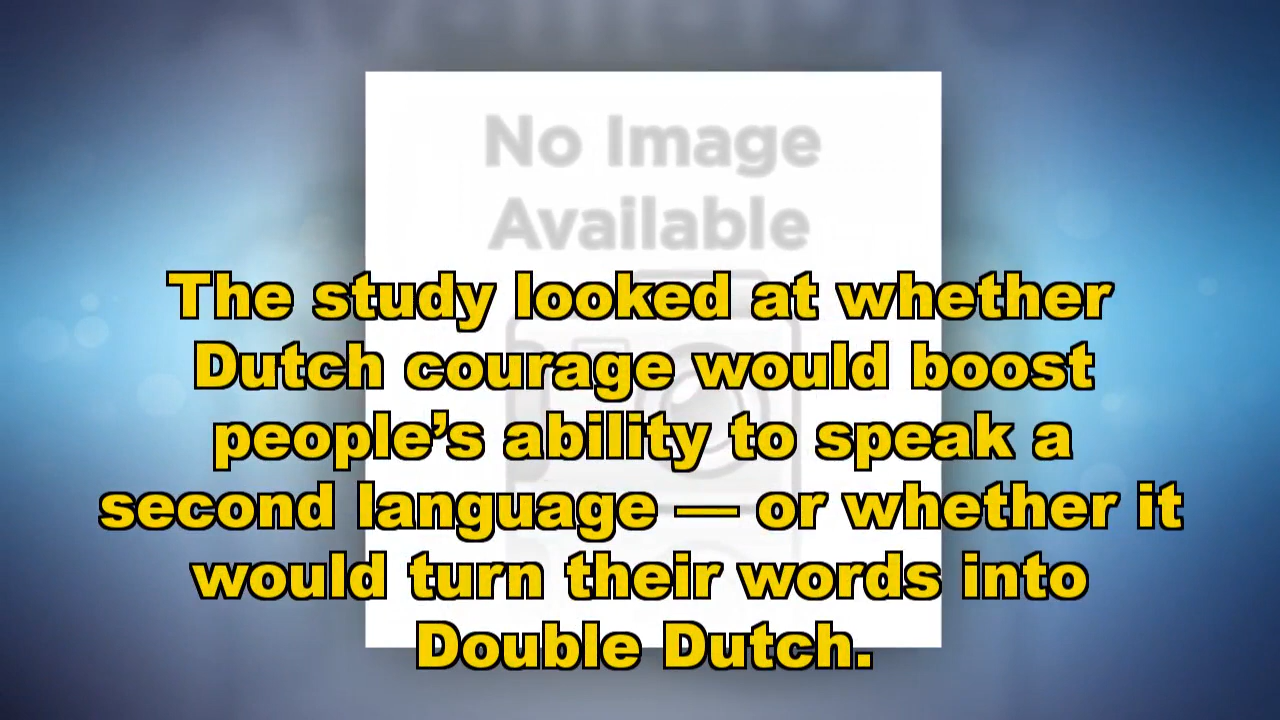 No Image
Available
The study looked at whether
Dutch courage would boost
people’s ability to speak a
second language — or whether it
would turn their words into
Double Dutch.